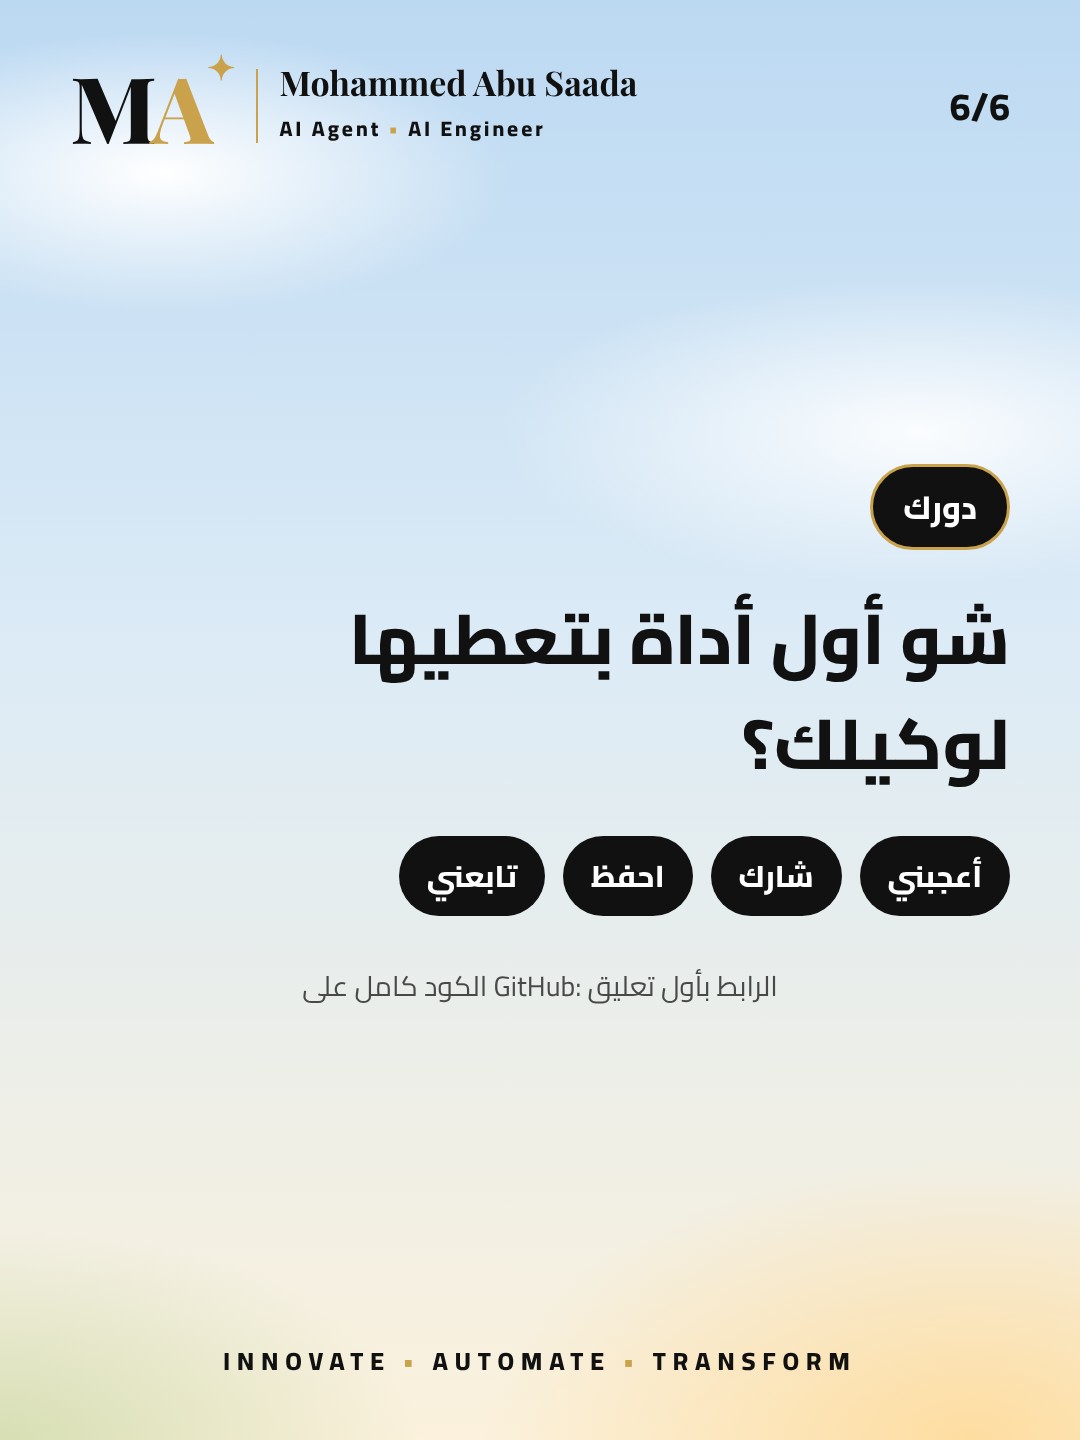 MA
Mohammed Abu Saada
AI Agent ▪ AI Engineer
6/6
دورك
شو أول أداة بتعطيها
لوكيلك؟
أعجبني شارك احفظ تابعني
الكود كامل على GitHub: الرابط بأول تعليق
INNOVATE ▪ AUTOMATE ▪ TRANSFORM